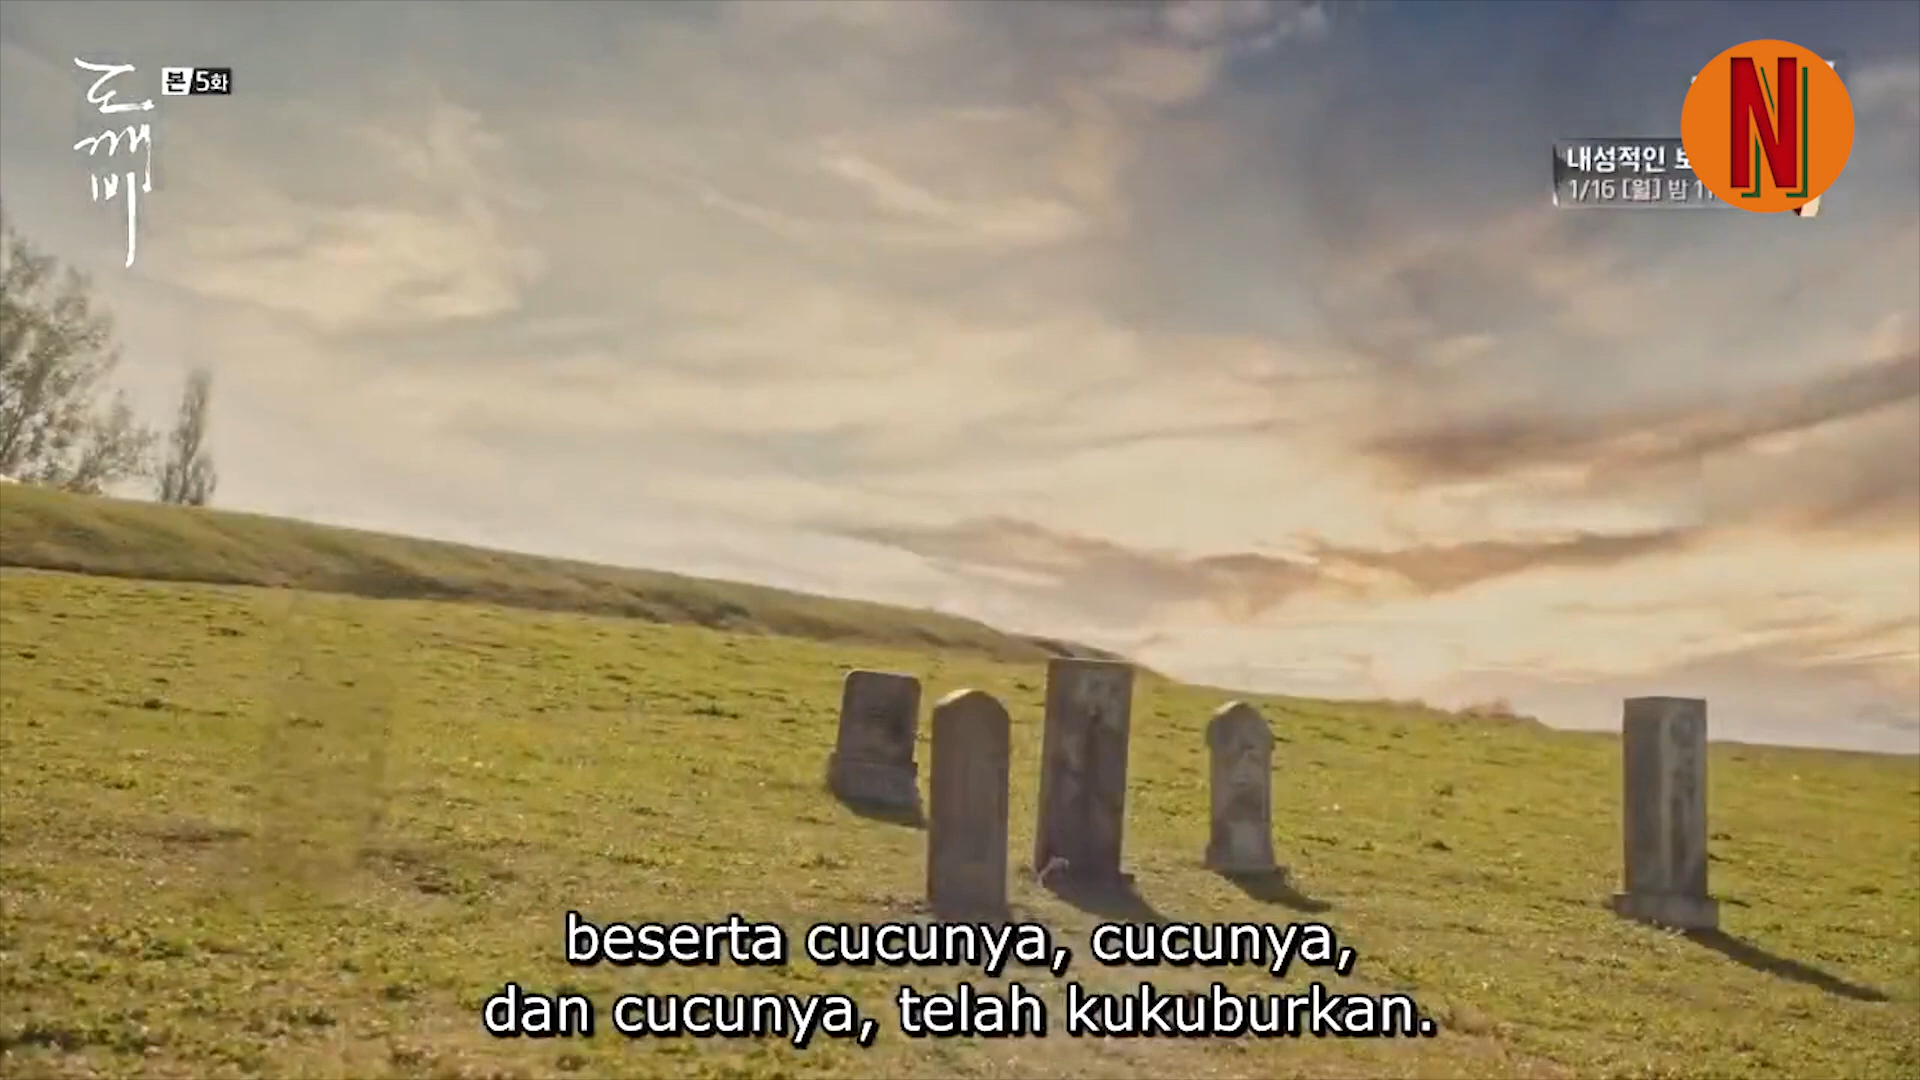 도깨비
본 5화
내성적인
1/16 [월] 밤
N
beserta cucunya, cucunya,
dan cucunya, telah kukuburkan.